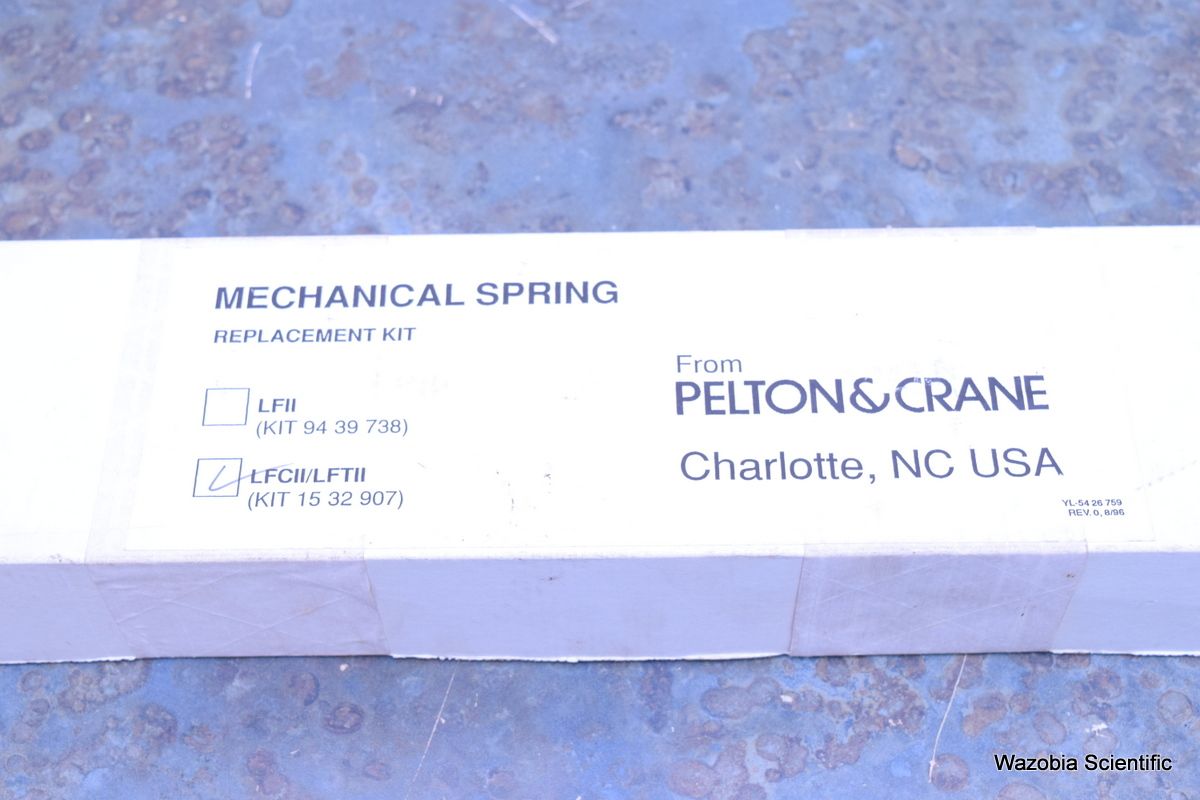 MECHANICAL SPRING
REPLACEMENT KIT
LFII
(KIT 94 39 738)
LFCII/LFTII
(KIT 15 32 907)
From
PELTON&CRANE
Charlotte, NC USA
YL-54 26 759
REV. 0, 8/96
Wazobia Scientific